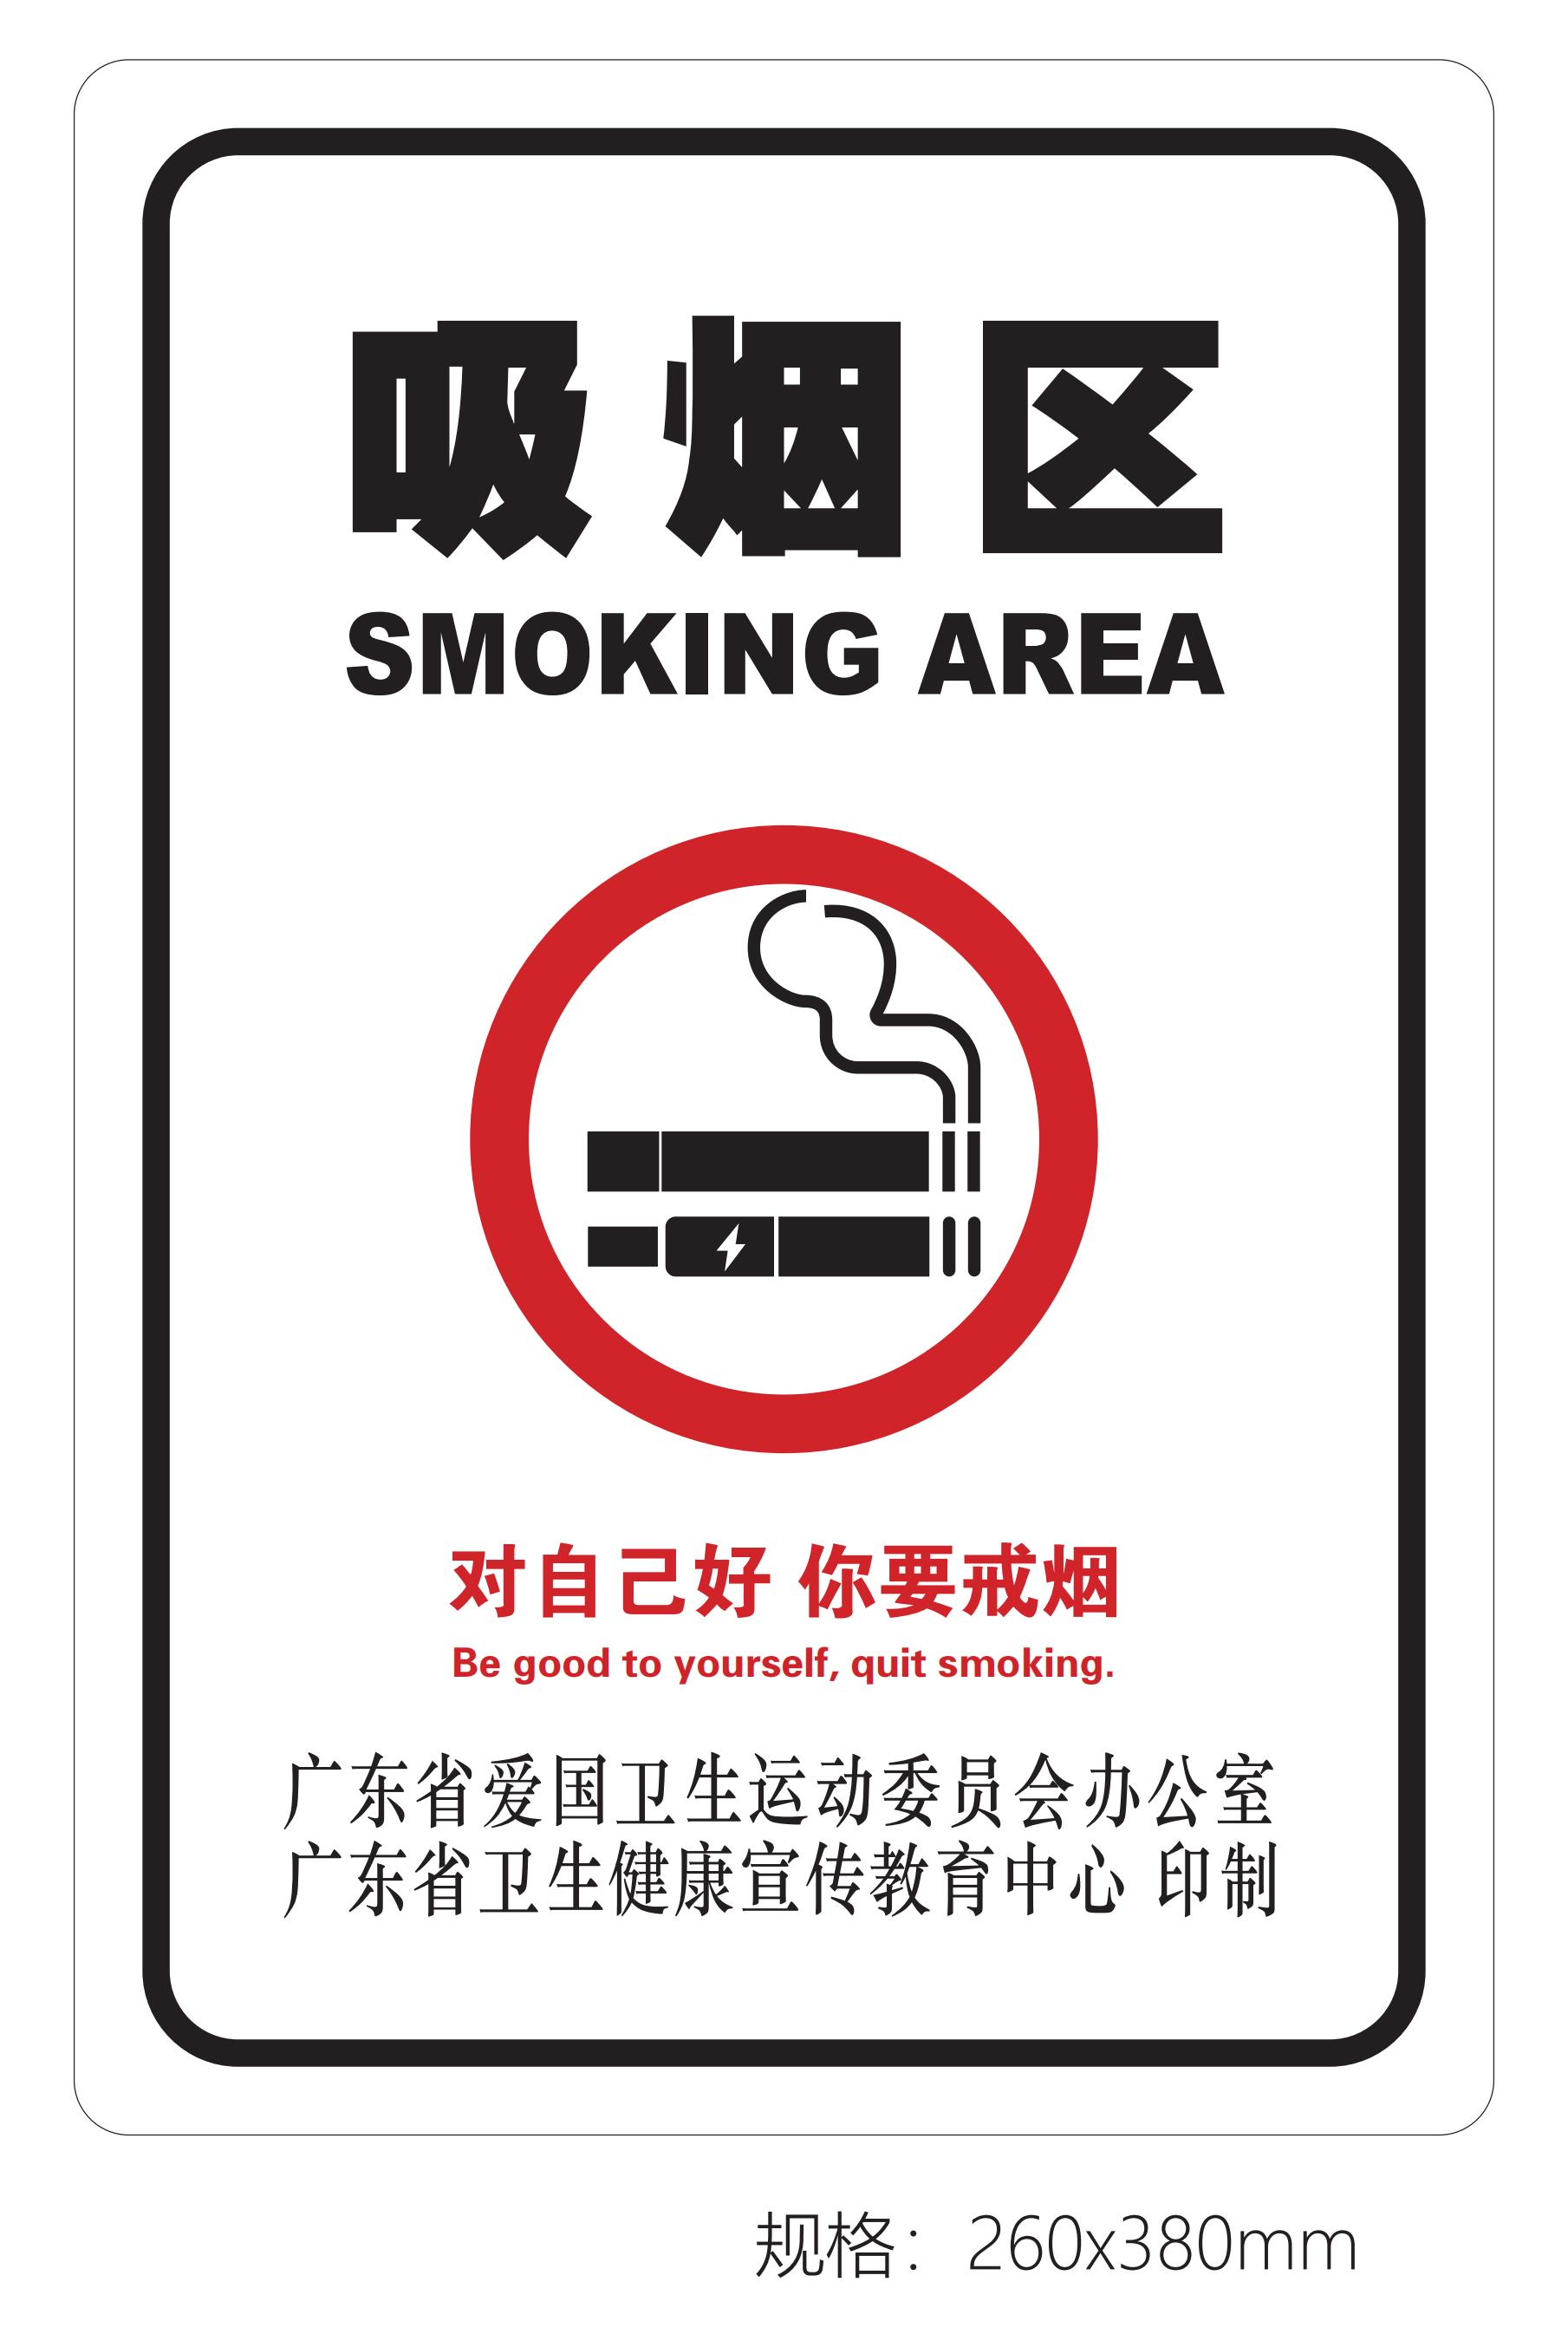 吸烟区
SMOKING AREA
对自己好 你要戒烟
Be good to yourself, quit smoking.
广东省爱国卫生运动委员会办公室
广东省卫生健康宣传教育中心 印制
规格：260x380mm